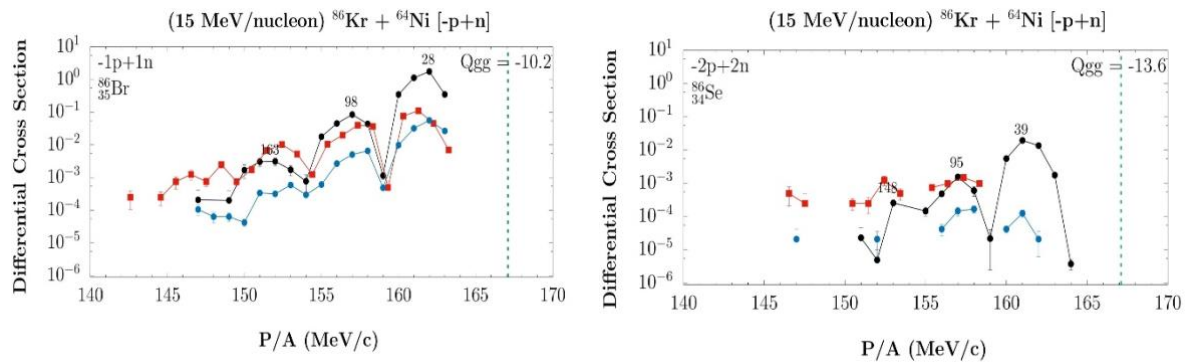 (15 MeV/nucleon) ⁸⁶Kr + ⁶⁴Ni [-p+n]
Differential Cross Section
10¹
10⁰
10⁻¹
10⁻²
10⁻³
10⁻⁴
10⁻⁵
10⁻⁶
-1p+1n
⁸⁶₃₅Br
Qgg = -10.2
28
98
163
140 145 150 155 160 165 170
P/A (MeV/c)
(15 MeV/nucleon) ⁸⁶Kr + ⁶⁴Ni [-p+n]
Differential Cross Section
10¹
10⁰
10⁻¹
10⁻²
10⁻³
10⁻⁴
10⁻⁵
10⁻⁶
-2p+2n
⁸⁶₃₄Se
Qgg = -13.6
39
95
148
140 145 150 155 160 165 170
P/A (MeV/c)